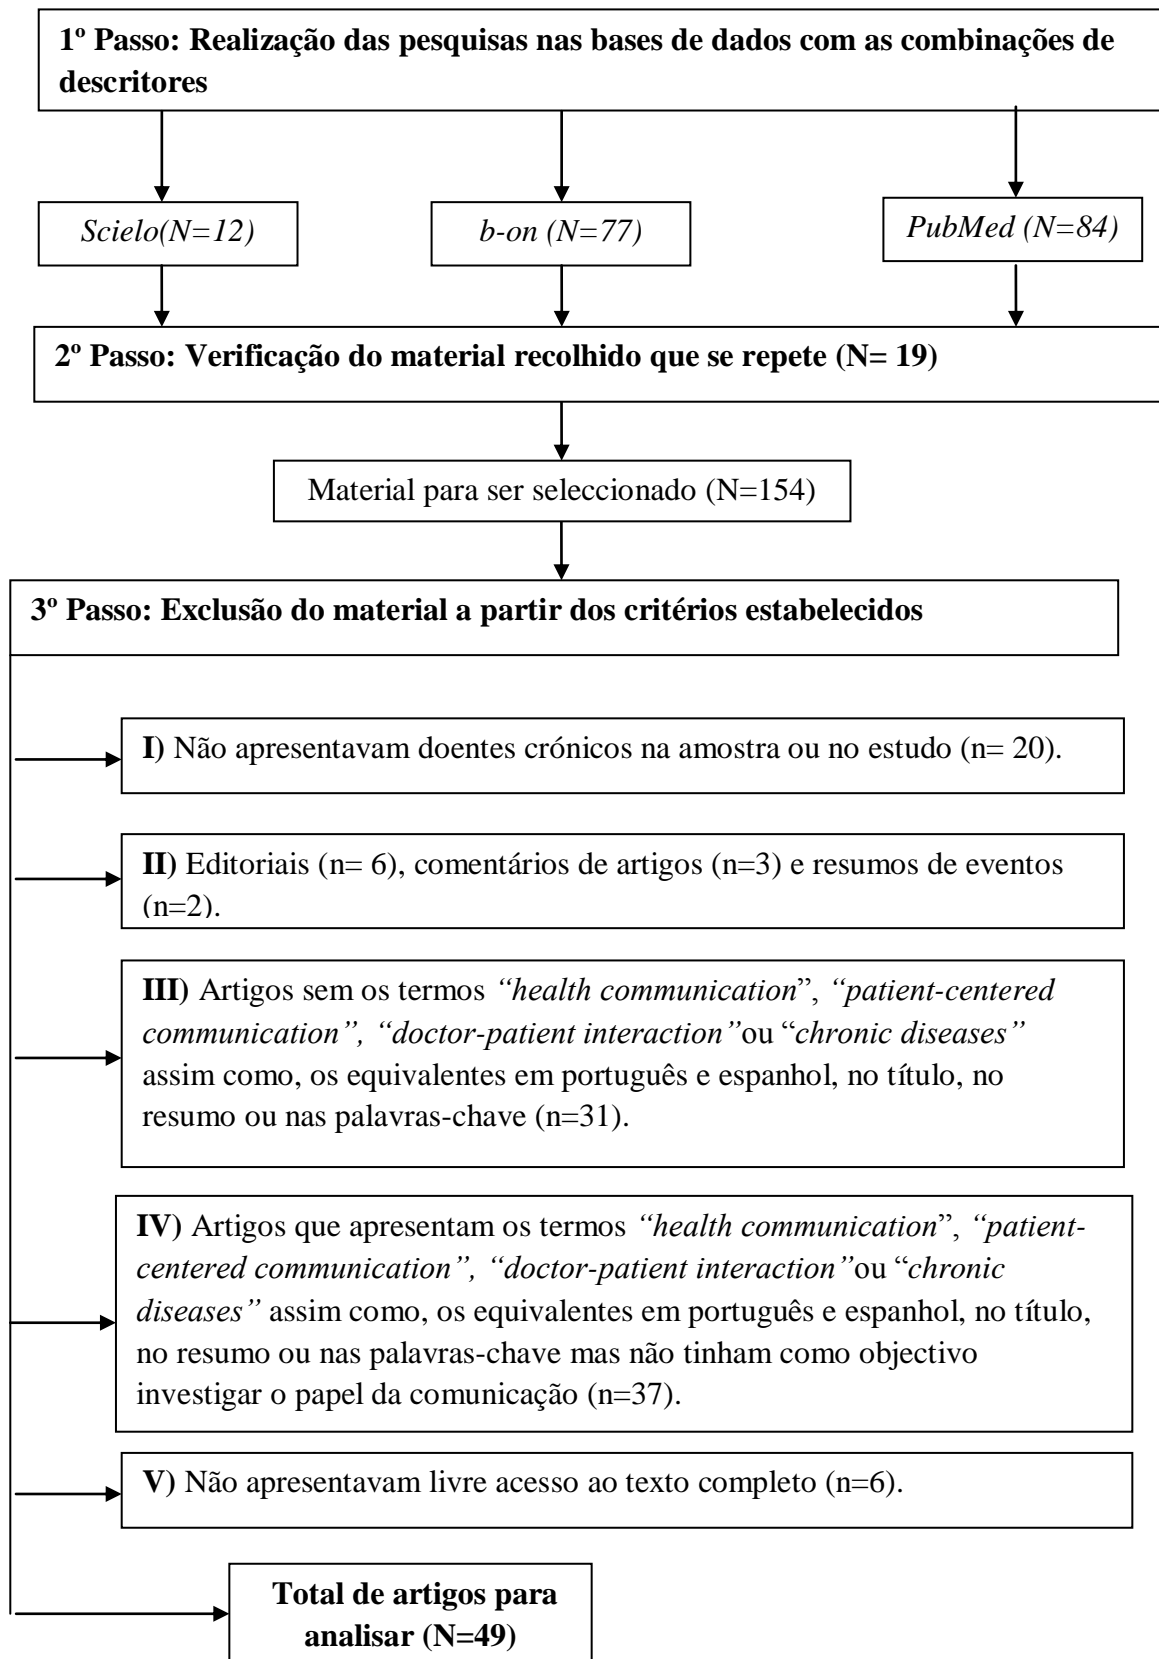 1º Passo: Realização das pesquisas nas bases de dados com as combinações de
descritores
Scielo(N=12)
b-on (N=77)
PubMed (N=84)
2º Passo: Verificação do material recolhido que se repete (N= 19)
Material para ser seleccionado (N=154)
3º Passo: Exclusão do material a partir dos critérios estabelecidos
I) Não apresentavam doentes crónicos na amostra ou no estudo (n= 20).
II) Editoriais (n= 6), comentários de artigos (n=3) e resumos de eventos
(n=2).
III) Artigos sem os termos “health communication”, “patient-centered
communication”, “doctor-patient interaction”ou “chronic diseases”
assim como, os equivalentes em português e espanhol, no título, no
resumo ou nas palavras-chave (n=31).
IV) Artigos que apresentam os termos “health communication”, “patient-
centered communication”, “doctor-patient interaction”ou “chronic
diseases” assim como, os equivalentes em português e espanhol, no título,
no resumo ou nas palavras-chave mas não tinham como objectivo
investigar o papel da comunicação (n=37).
V) Não apresentavam livre acesso ao texto completo (n=6).
Total de artigos para
analisar (N=49)